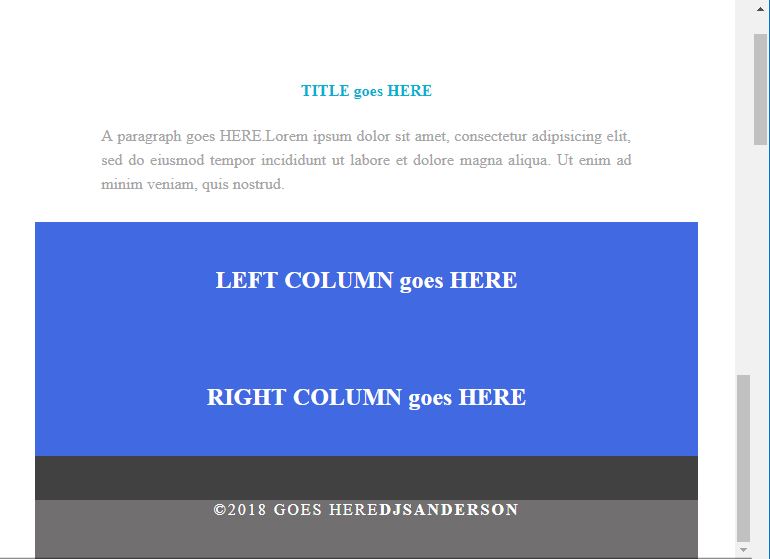 TITLE goes HERE
A paragraph goes HERE.Lorem ipsum dolor sit amet, consectetur adipisicing elit,
sed do eiusmod tempor incididunt ut labore et dolore magna aliqua. Ut enim ad
minim veniam, quis nostrud.
LEFT COLUMN goes HERE
RIGHT COLUMN goes HERE
©2018 GOES HEREDJSANDERSON